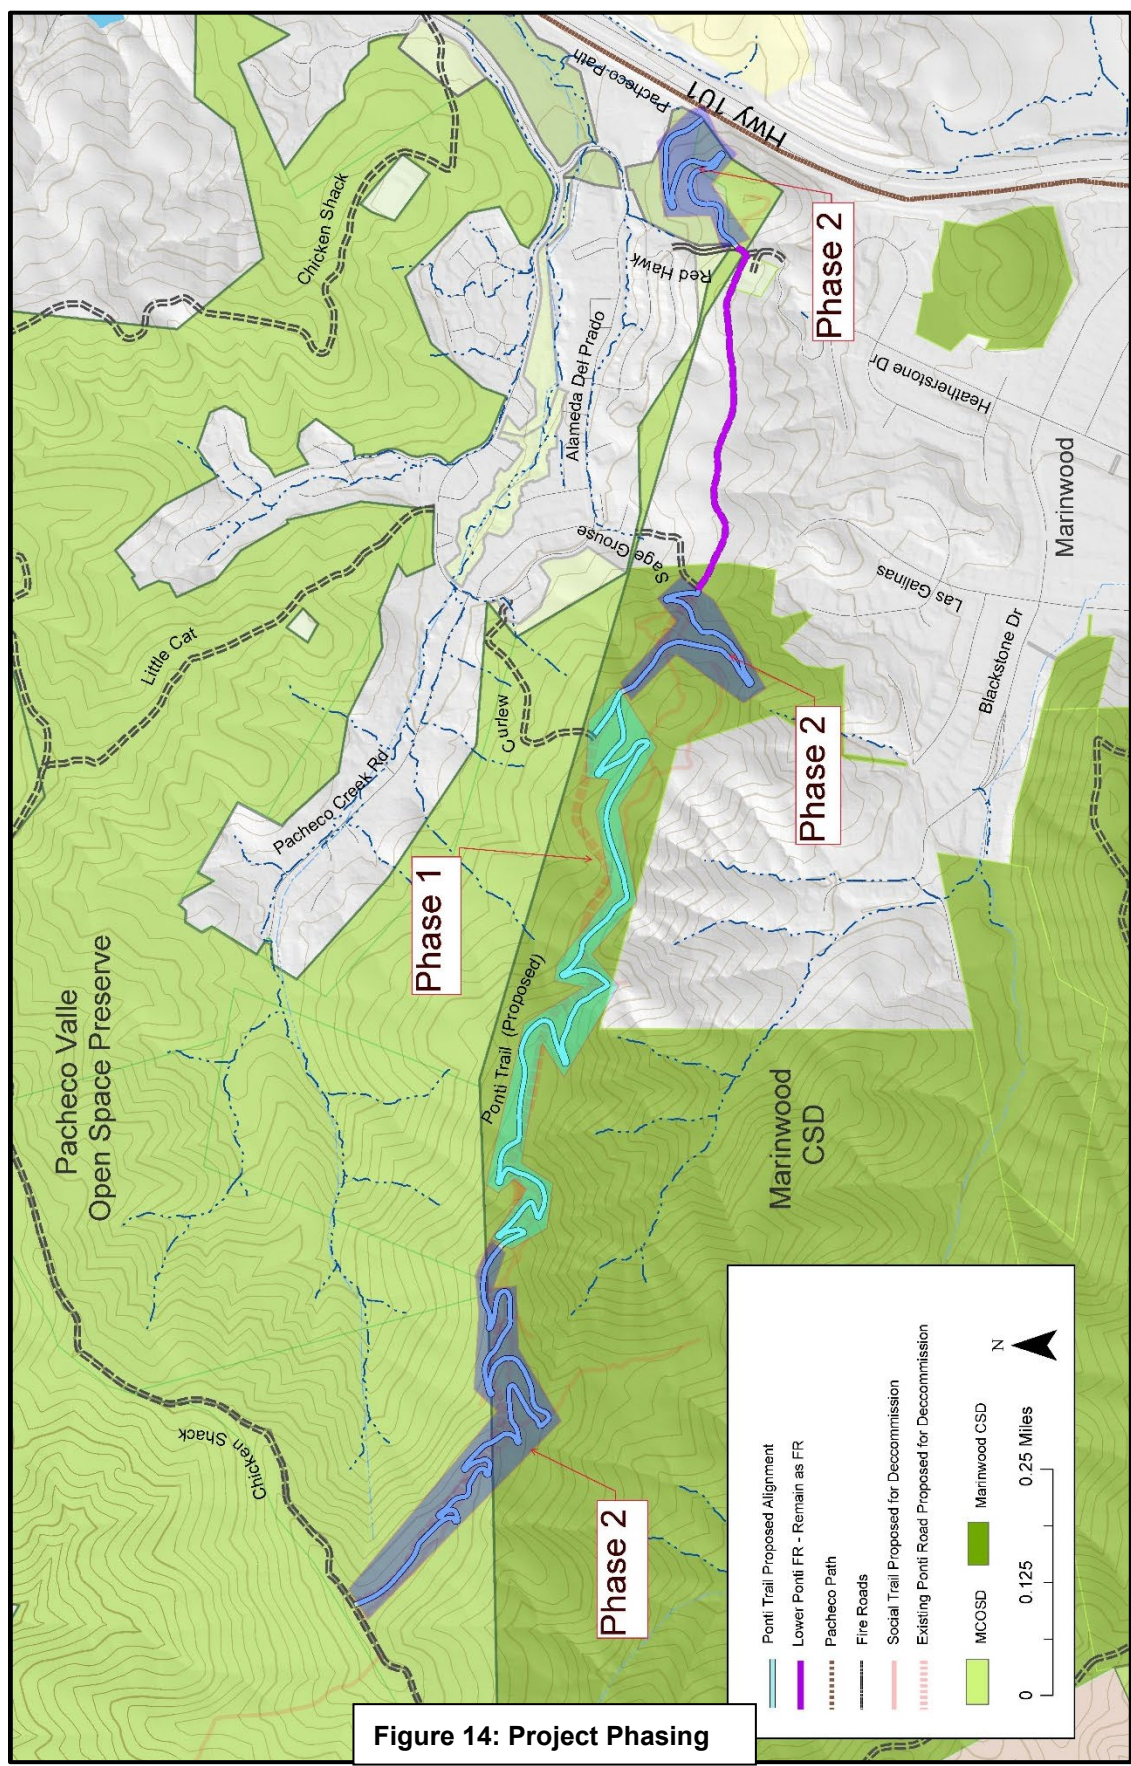 Pacheco Valle
Open Space Preserve
Chicken Shack
Phase 2
Ponti Trail (Proposed)
Phase 1
Marinwood
CSD
Pacheco Creek Rd
Little Cat
Curlew
Phase 2
Sage Grouse
Alameda Del Prado
Chicken Shack
Red Hawk
Pacheco Path
Hwy 101
Phase 2
Heatherstone Dr
Las Galinas
Blackstone Dr
Marinwood
Ponti Trail Proposed Alignment
Lower Ponti FR - Remain as FR
Pacheco Path
Fire Roads
Social Trail Proposed for Deccommission
Existing Ponti Road Proposed for Deccommission
MCOSD
Marinwood CSD
0 0.125 0.25 Miles
N
Figure 14: Project Phasing